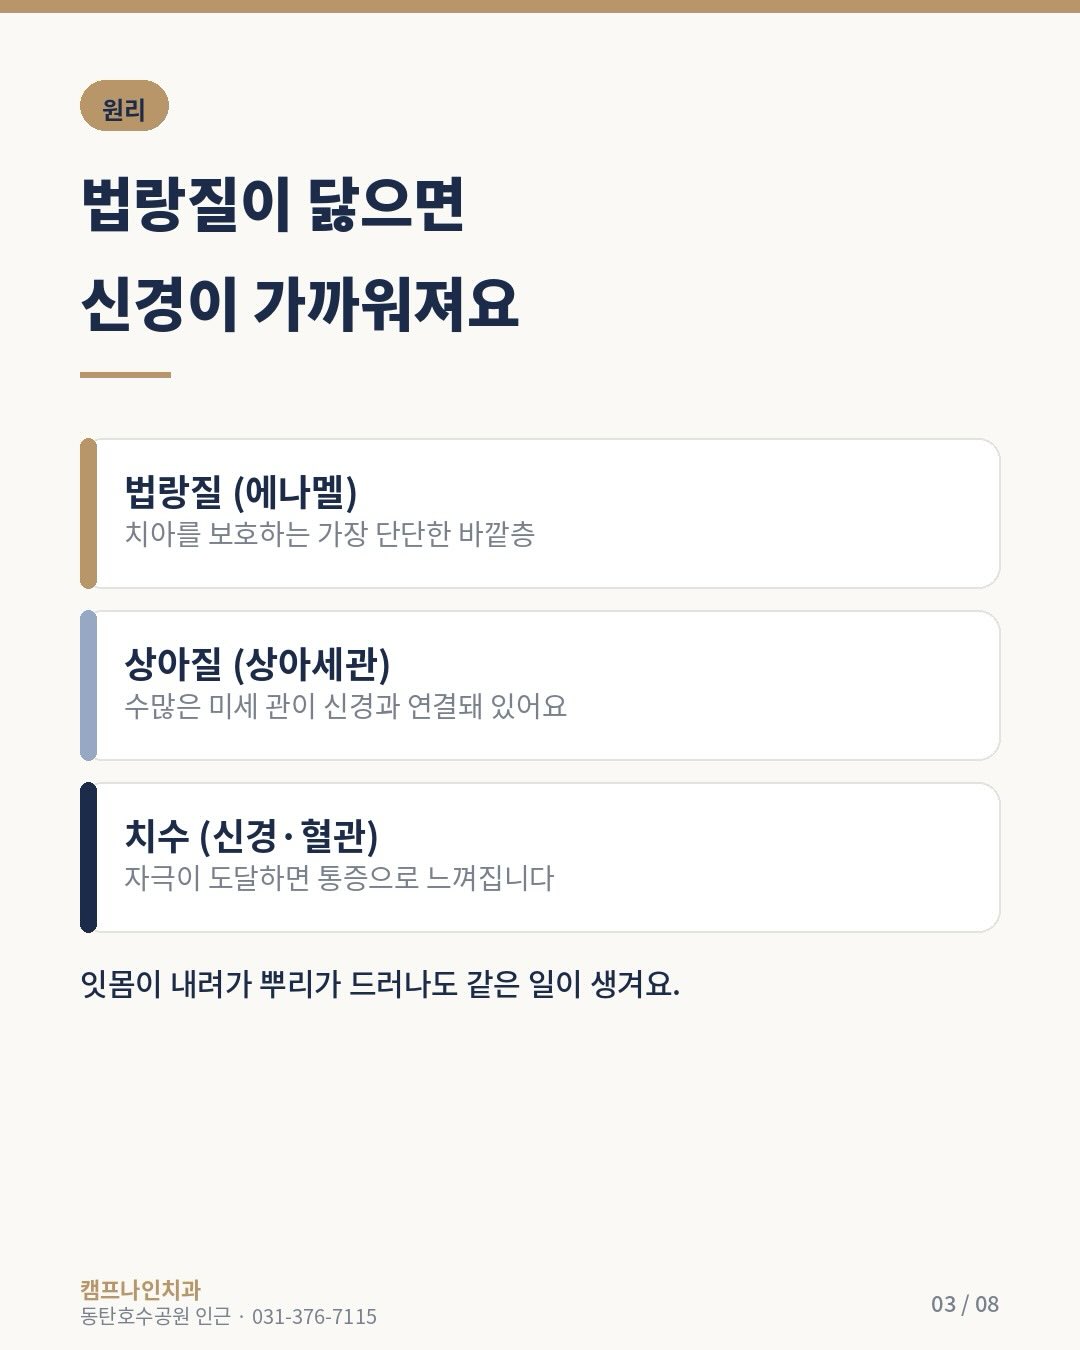 원리
법랑질이 닳으면
신경이 가까워져요
법랑질 (에나멜)
치아를 보호하는 가장 단단한 바깥층
상아질 (상아세관)
수많은 미세 관이 신경과 연결돼 있어요
치수 (신경·혈관)
자극이 도달하면 통증으로 느껴집니다
잇몸이 내려가 뿌리가 드러나도 같은 일이 생겨요.
캠프나인치과
동탄호수공원 인근 · 031-376-7115
03 / 08